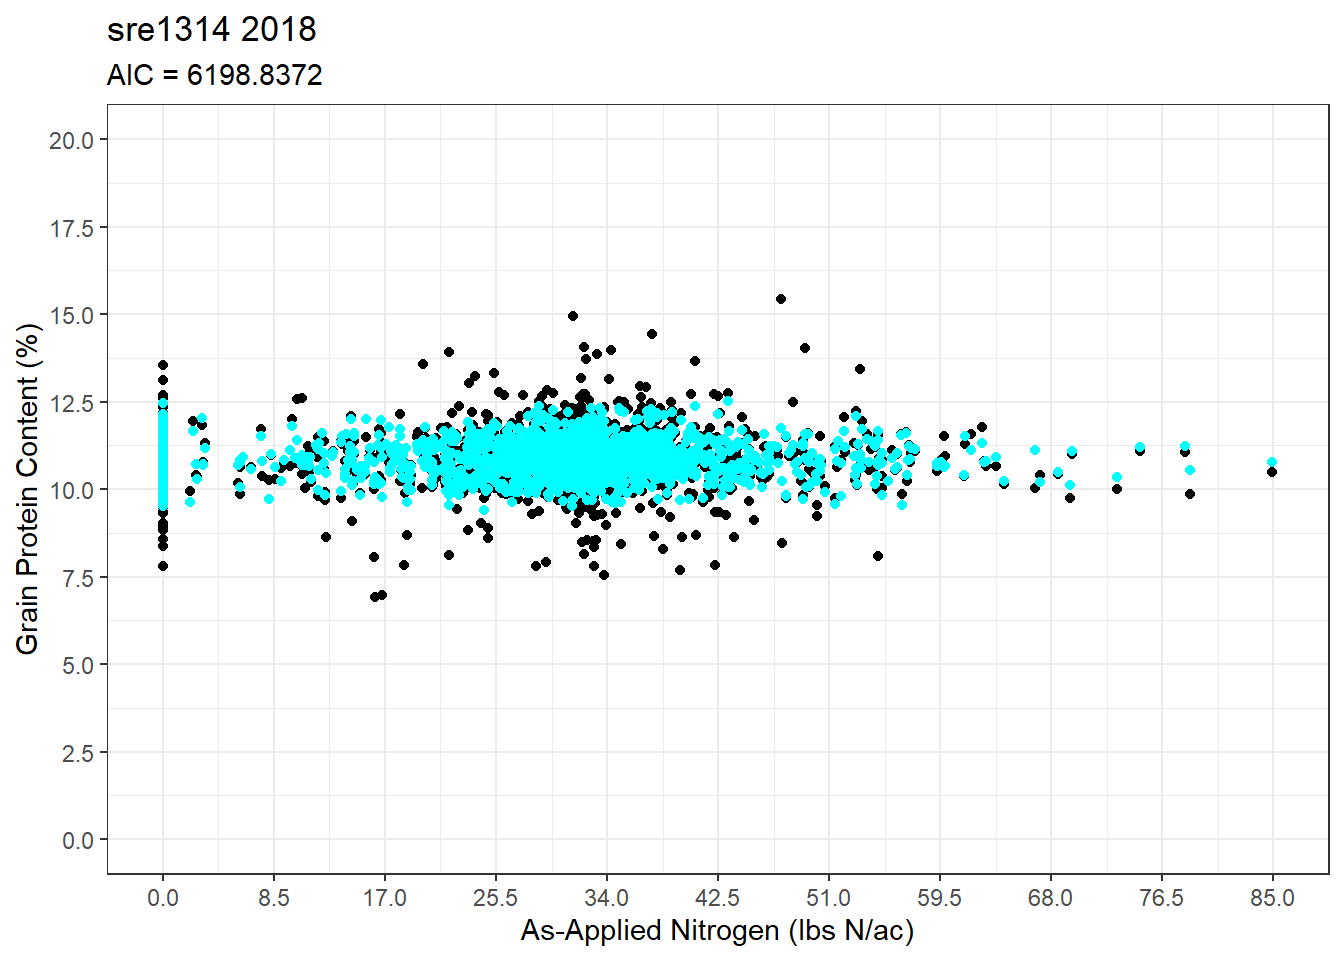 sre1314 2018
AIC = 6198.8372
Grain Protein Content (%)
20.0
17.5
15.0
12.5
10.0
7.5
5.0
2.5
0.0
0.0 8.5 17.0 25.5 34.0 42.5 51.0 59.5 68.0 76.5 85.0
As-Applied Nitrogen (lbs N/ac)